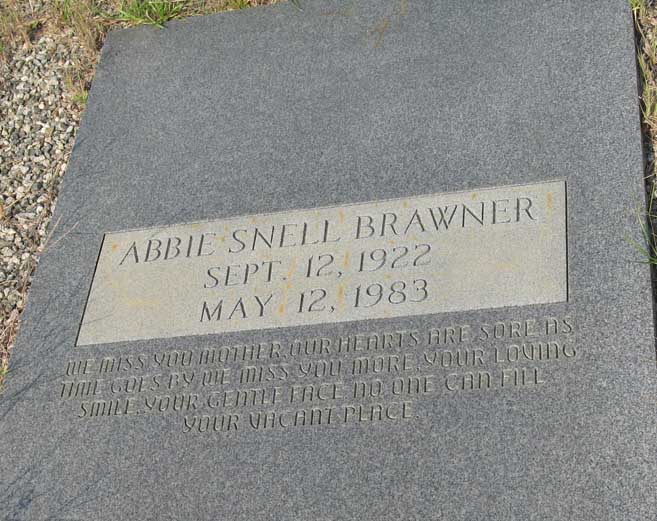 ABBIE SNELL BRAWNER
SEPT. 12, 1922
MAY 12, 1983
WE MISS YOU MOTHER, OUR HEARTS ARE SORE AS
TIME GOES BY WE MISS YOU MORE, YOUR LOVING
SMILE, YOUR GENTLE FACE NO ONE CAN FILL
YOUR VACANT PLACE